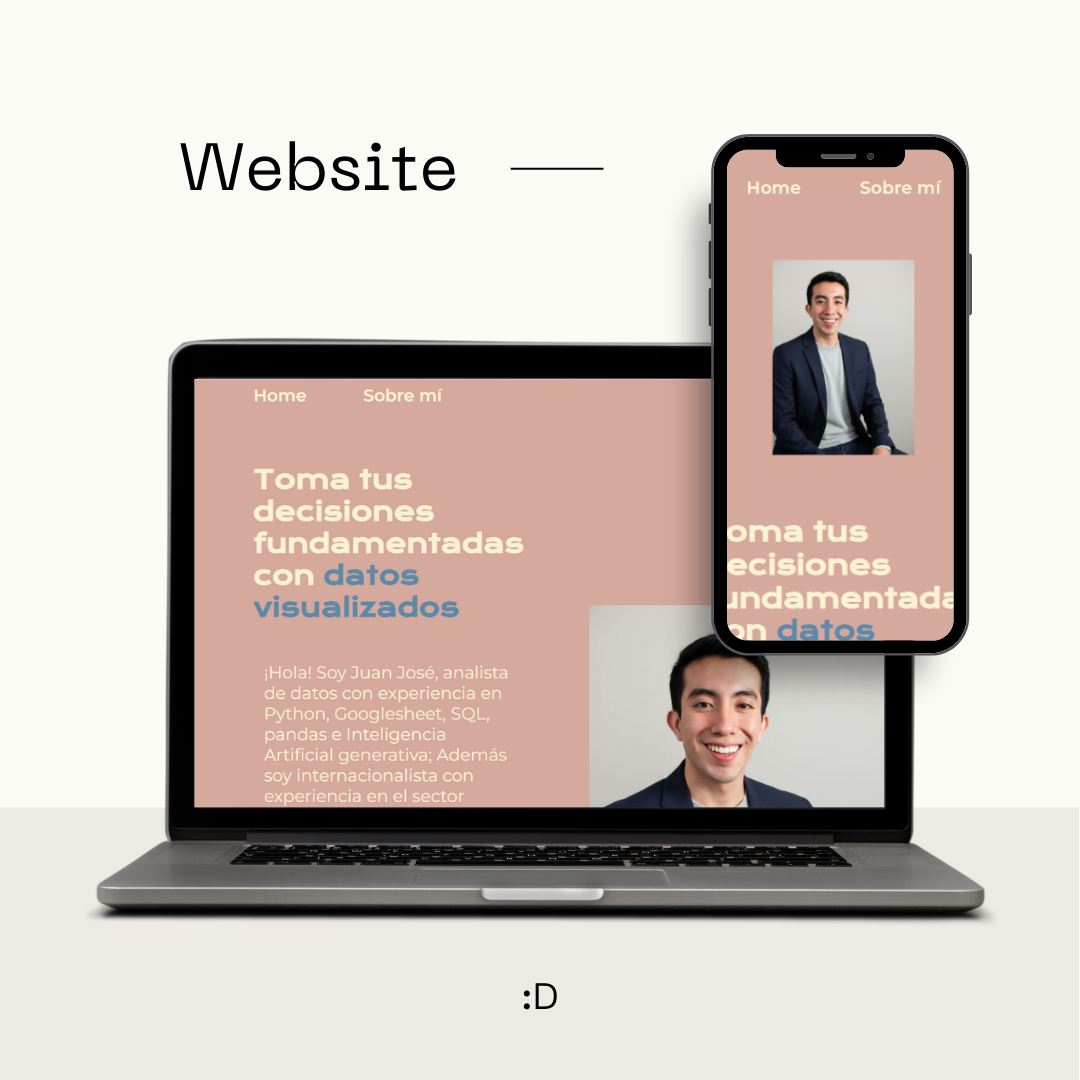 Website
Home Sobre mí
Toma tus
decisiones
fundamentadas
con datos
visualizados
¡Hola! Soy Juan José, analista
de datos con experiencia en
Python, Googlesheet, SQL,
pandas e Inteligencia
Artificial generativa; Además
soy internacionalista con
experiencia en el sector
Home Sobre mí
oma tus
ecisiones
undamentada
on datos
:D